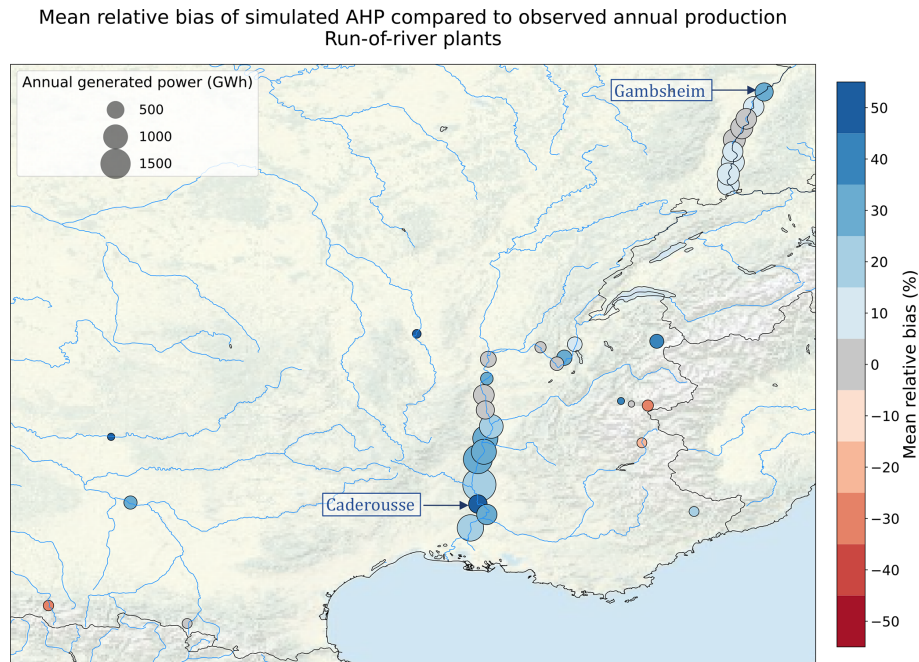 Mean relative bias of simulated AHP compared to observed annual production
Run-of-river plants
Annual generated power (GWh)
500
1000
1500
Gambsheim
Caderousse
50
40
30
20
10
0
−10
−20
−30
−40
−50
Mean relative bias (%)